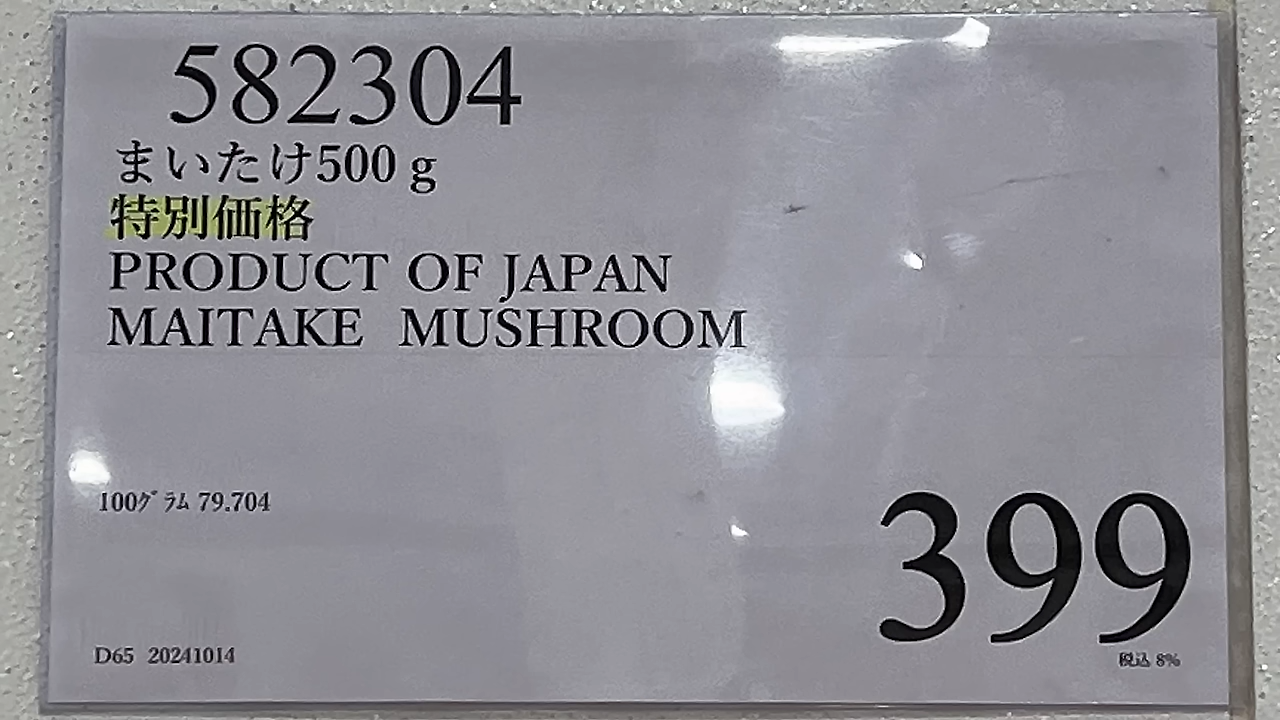 582304
まいたけ500 g
特別価格
PRODUCT OF JAPAN
MAITAKE MUSHROOM
100グラム 79.704
399
税込 8%
D65 20241014